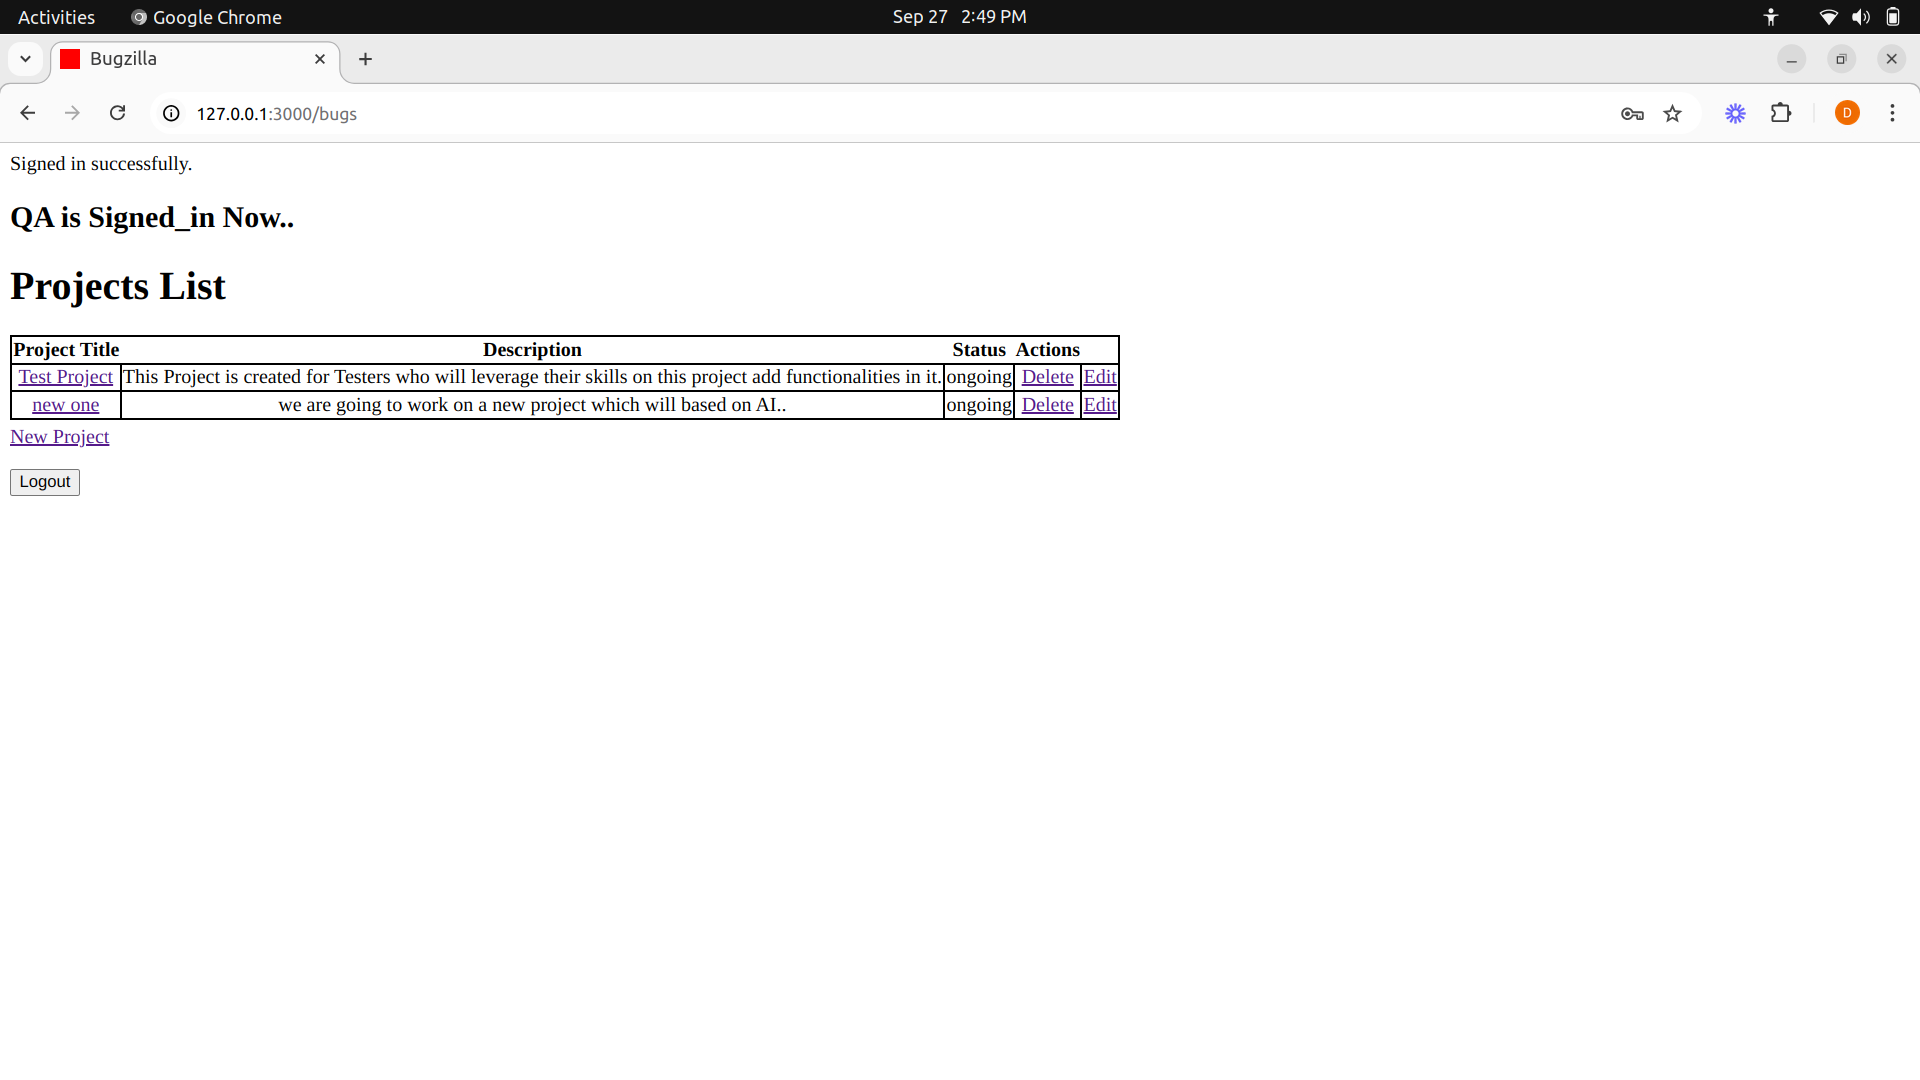 Activities Google Chrome Sep 27 2:49 PM
Bugzilla
127.0.0.1:3000/bugs D
Signed in successfully.
QA is Signed_in Now..
Projects List
Project Title Description Status Actions
Test Project This Project is created for Testers who will leverage their skills on this project add functionalities in it. ongoing Delete Edit
new one we are going to work on a new project which will based on AI.. ongoing Delete Edit
New Project
Logout